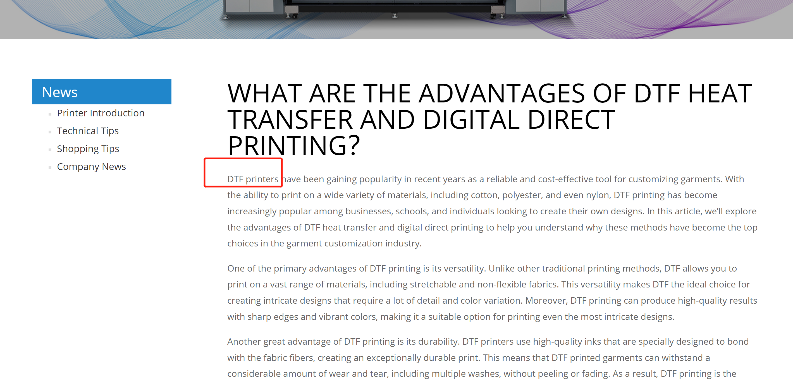 News
Printer Introduction
Technical Tips
Shopping Tips
Company News
WHAT ARE THE ADVANTAGES OF DTF HEAT
TRANSFER AND DIGITAL DIRECT
PRINTING?
DTF printers have been gaining popularity in recent years as a reliable and cost-effective tool for customizing garments. With
the ability to print on a wide variety of materials, including cotton, polyester, and even nylon, DTF printing has become
increasingly popular among businesses, schools, and individuals looking to create their own designs. In this article, we'll explore
the advantages of DTF heat transfer and digital direct printing to help you understand why these methods have become the top
choices in the garment customization industry.
One of the primary advantages of DTF printing is its versatility. Unlike other traditional printing methods, DTF allows you to
print on a vast range of materials, including stretchable and non-flexible fabrics. This versatility makes DTF the ideal choice for
creating intricate designs that require a lot of detail and color variation. Moreover, DTF printing can produce high-quality results
with sharp edges and vibrant colors, making it a suitable option for printing even the most intricate designs.
Another great advantage of DTF printing is its durability. DTF printers use high-quality inks that are specially designed to bond
with the fabric fibers, creating an exceptionally durable print. This means that DTF printed garments can withstand a
considerable amount of wear and tear, including multiple washes, without peeling or fading. As a result, DTF printing is the